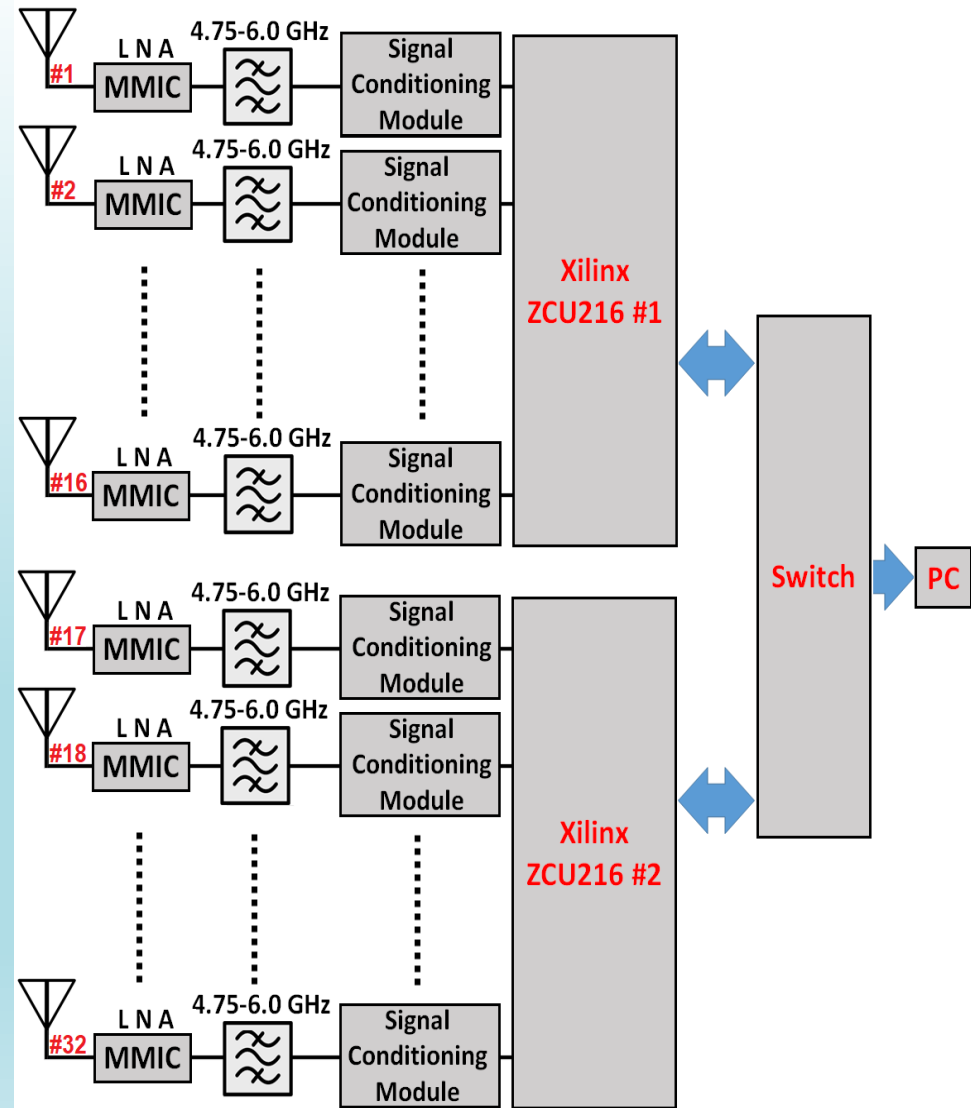 4.75-6.0 GHz
L N A
#1
MMIC
Signal
Conditioning
Module
4.75-6.0 GHz
L N A
#2
MMIC
Signal
Conditioning
Module
Xilinx
ZCU216 #1
4.75-6.0 GHz
L N A
#16
MMIC
Signal
Conditioning
Module
4.75-6.0 GHz
L N A
#17
MMIC
Signal
Conditioning
Module
4.75-6.0 GHz
L N A
#18
MMIC
Signal
Conditioning
Module
Xilinx
ZCU216 #2
4.75-6.0 GHz
L N A
#32
MMIC
Signal
Conditioning
Module
Switch
PC